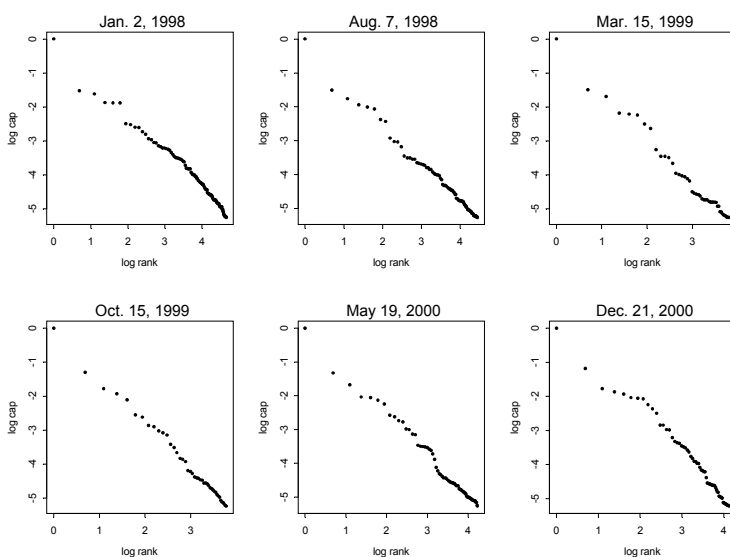 Jan. 2, 1998
Aug. 7, 1998
Mar. 15, 1999
log cap
0
-1
-2
-3
-4
-5
0 1 2 3 4
log rank
log cap
0
-1
-2
-3
-4
-5
0 1 2 3 4
log rank
log cap
0
-1
-2
-3
-4
-5
0 1 2 3
log rank
Oct. 15, 1999
May 19, 2000
Dec. 21, 2000
log cap
0
-1
-2
-3
-4
-5
0 1 2 3
log rank
log cap
0
-1
-2
-3
-4
-5
0 1 2 3 4
log rank
log cap
0
-1
-2
-3
-4
-5
0 1 2 3 4
log rank